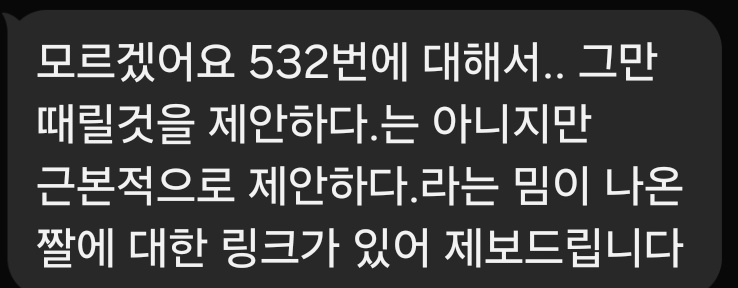 모르겠어요 532번에 대해서.. 그만
때릴것을 제안하다.는 아니지만
근본적으로 제안하다.라는 밈이 나온
짤에 대한 링크가 있어 제보드립니다